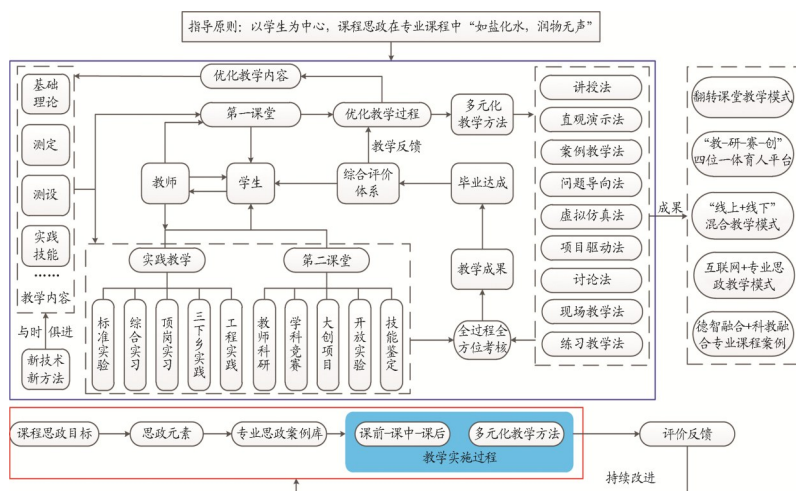 指导原则：以学生为中心，课程思政在专业课程中“如盐化水，润物无声”
基础
理论
测定
测设
实践
技能
……
教学内容
与时 俱进
新技术
新方法
优化教学内容
第一课堂
优化教学过程
多元化
教学方法
教学反馈
教师
学生
综合评价
体系
毕业达成
实践教学
第二课堂
教学成果
标准实验
综合实习
顶岗实习
三下乡实践
工程实践
教师科研
学科竞赛
大创项目
开放实验
技能鉴定
全过程全
方位考核
讲授法
直观演示法
案例教学法
问题导向法
虚拟仿真法
项目驱动法
讨论法
现场教学法
练习教学法
成果
翻转课堂教学模式
“教-研-赛-创”
四位一体育人平台
“线上+线下”
混合教学模式
互联网+专业思
政教学模式
德智融合+科教融
合专业课程案例
课程思政目标
思政元素
专业思政案例库
课前-课中-课后
多元化教学方法
教学实施过程
评价反馈
持续改进